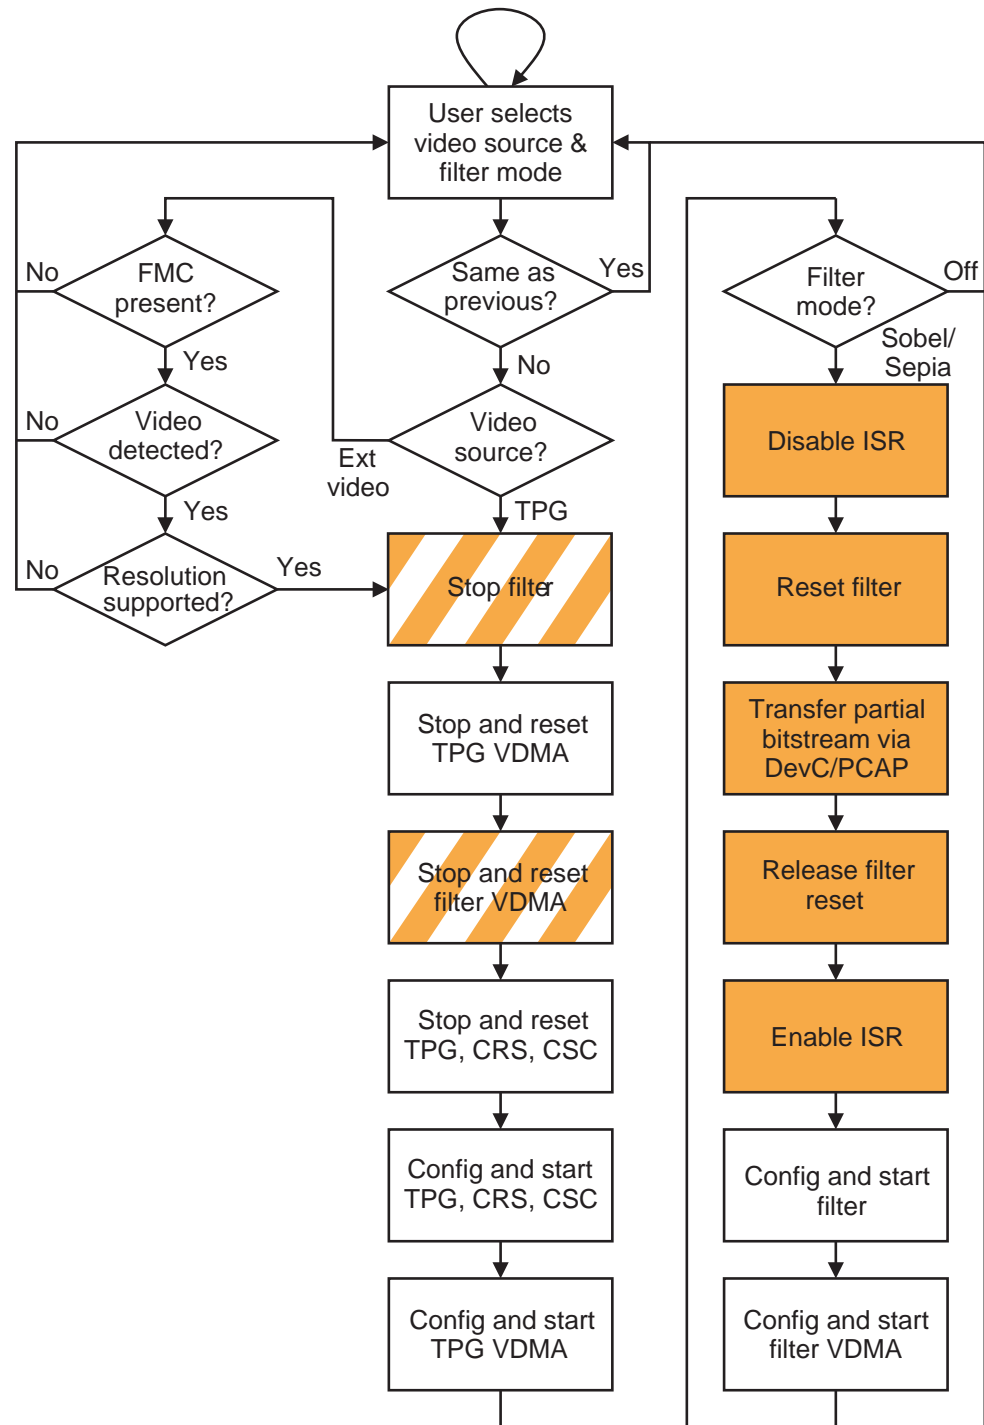 User selects
video source &
filter mode
No
FMC
present?
Same as
previous?
Yes
Filter
mode?
Off
Yes
No
Sobel/
Sepia
No
Video
detected?
Video
source?
Ext
video
Disable ISR
Yes
TPG
No
Resolution
supported?
Yes
Stop filter
Reset filter
Stop and reset
TPG VDMA
Transfer partial
bitstream via
DevC/PCAP
Stop and reset
filter VDMA
Release filter
reset
Stop and reset
TPG, CRS, CSC
Enable ISR
Config and start
TPG, CRS, CSC
Config and start
filter
Config and start
TPG VDMA
Config and start
filter VDMA